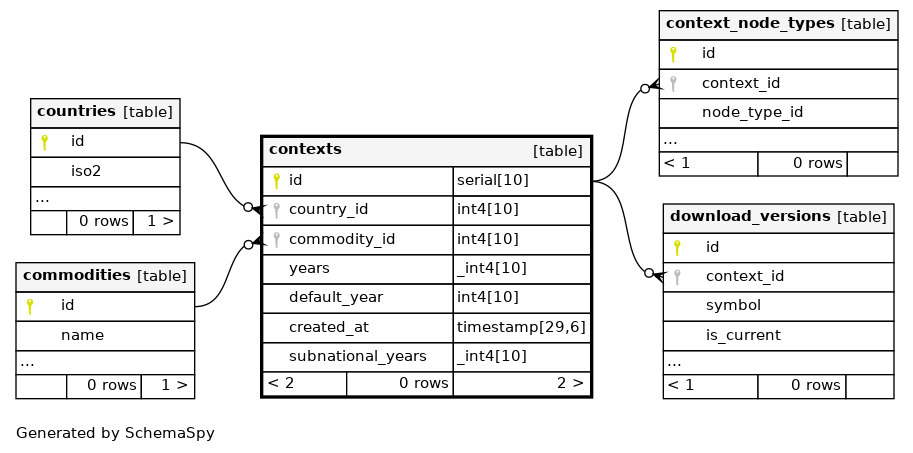 countries [table]
id
iso2
...
0 rows 1 >
commodities [table]
id
name
...
0 rows 1 >
contexts [table]
id serial[10]
country_id int4[10]
commodity_id int4[10]
years _int4[10]
default_year int4[10]
created_at timestamp[29,6]
subnational_years _int4[10]
< 2 0 rows 2 >
context_node_types [table]
id
context_id
node_type_id
...
< 1 0 rows
download_versions [table]
id
context_id
symbol
is_current
...
< 1 0 rows
Generated by SchemaSpy